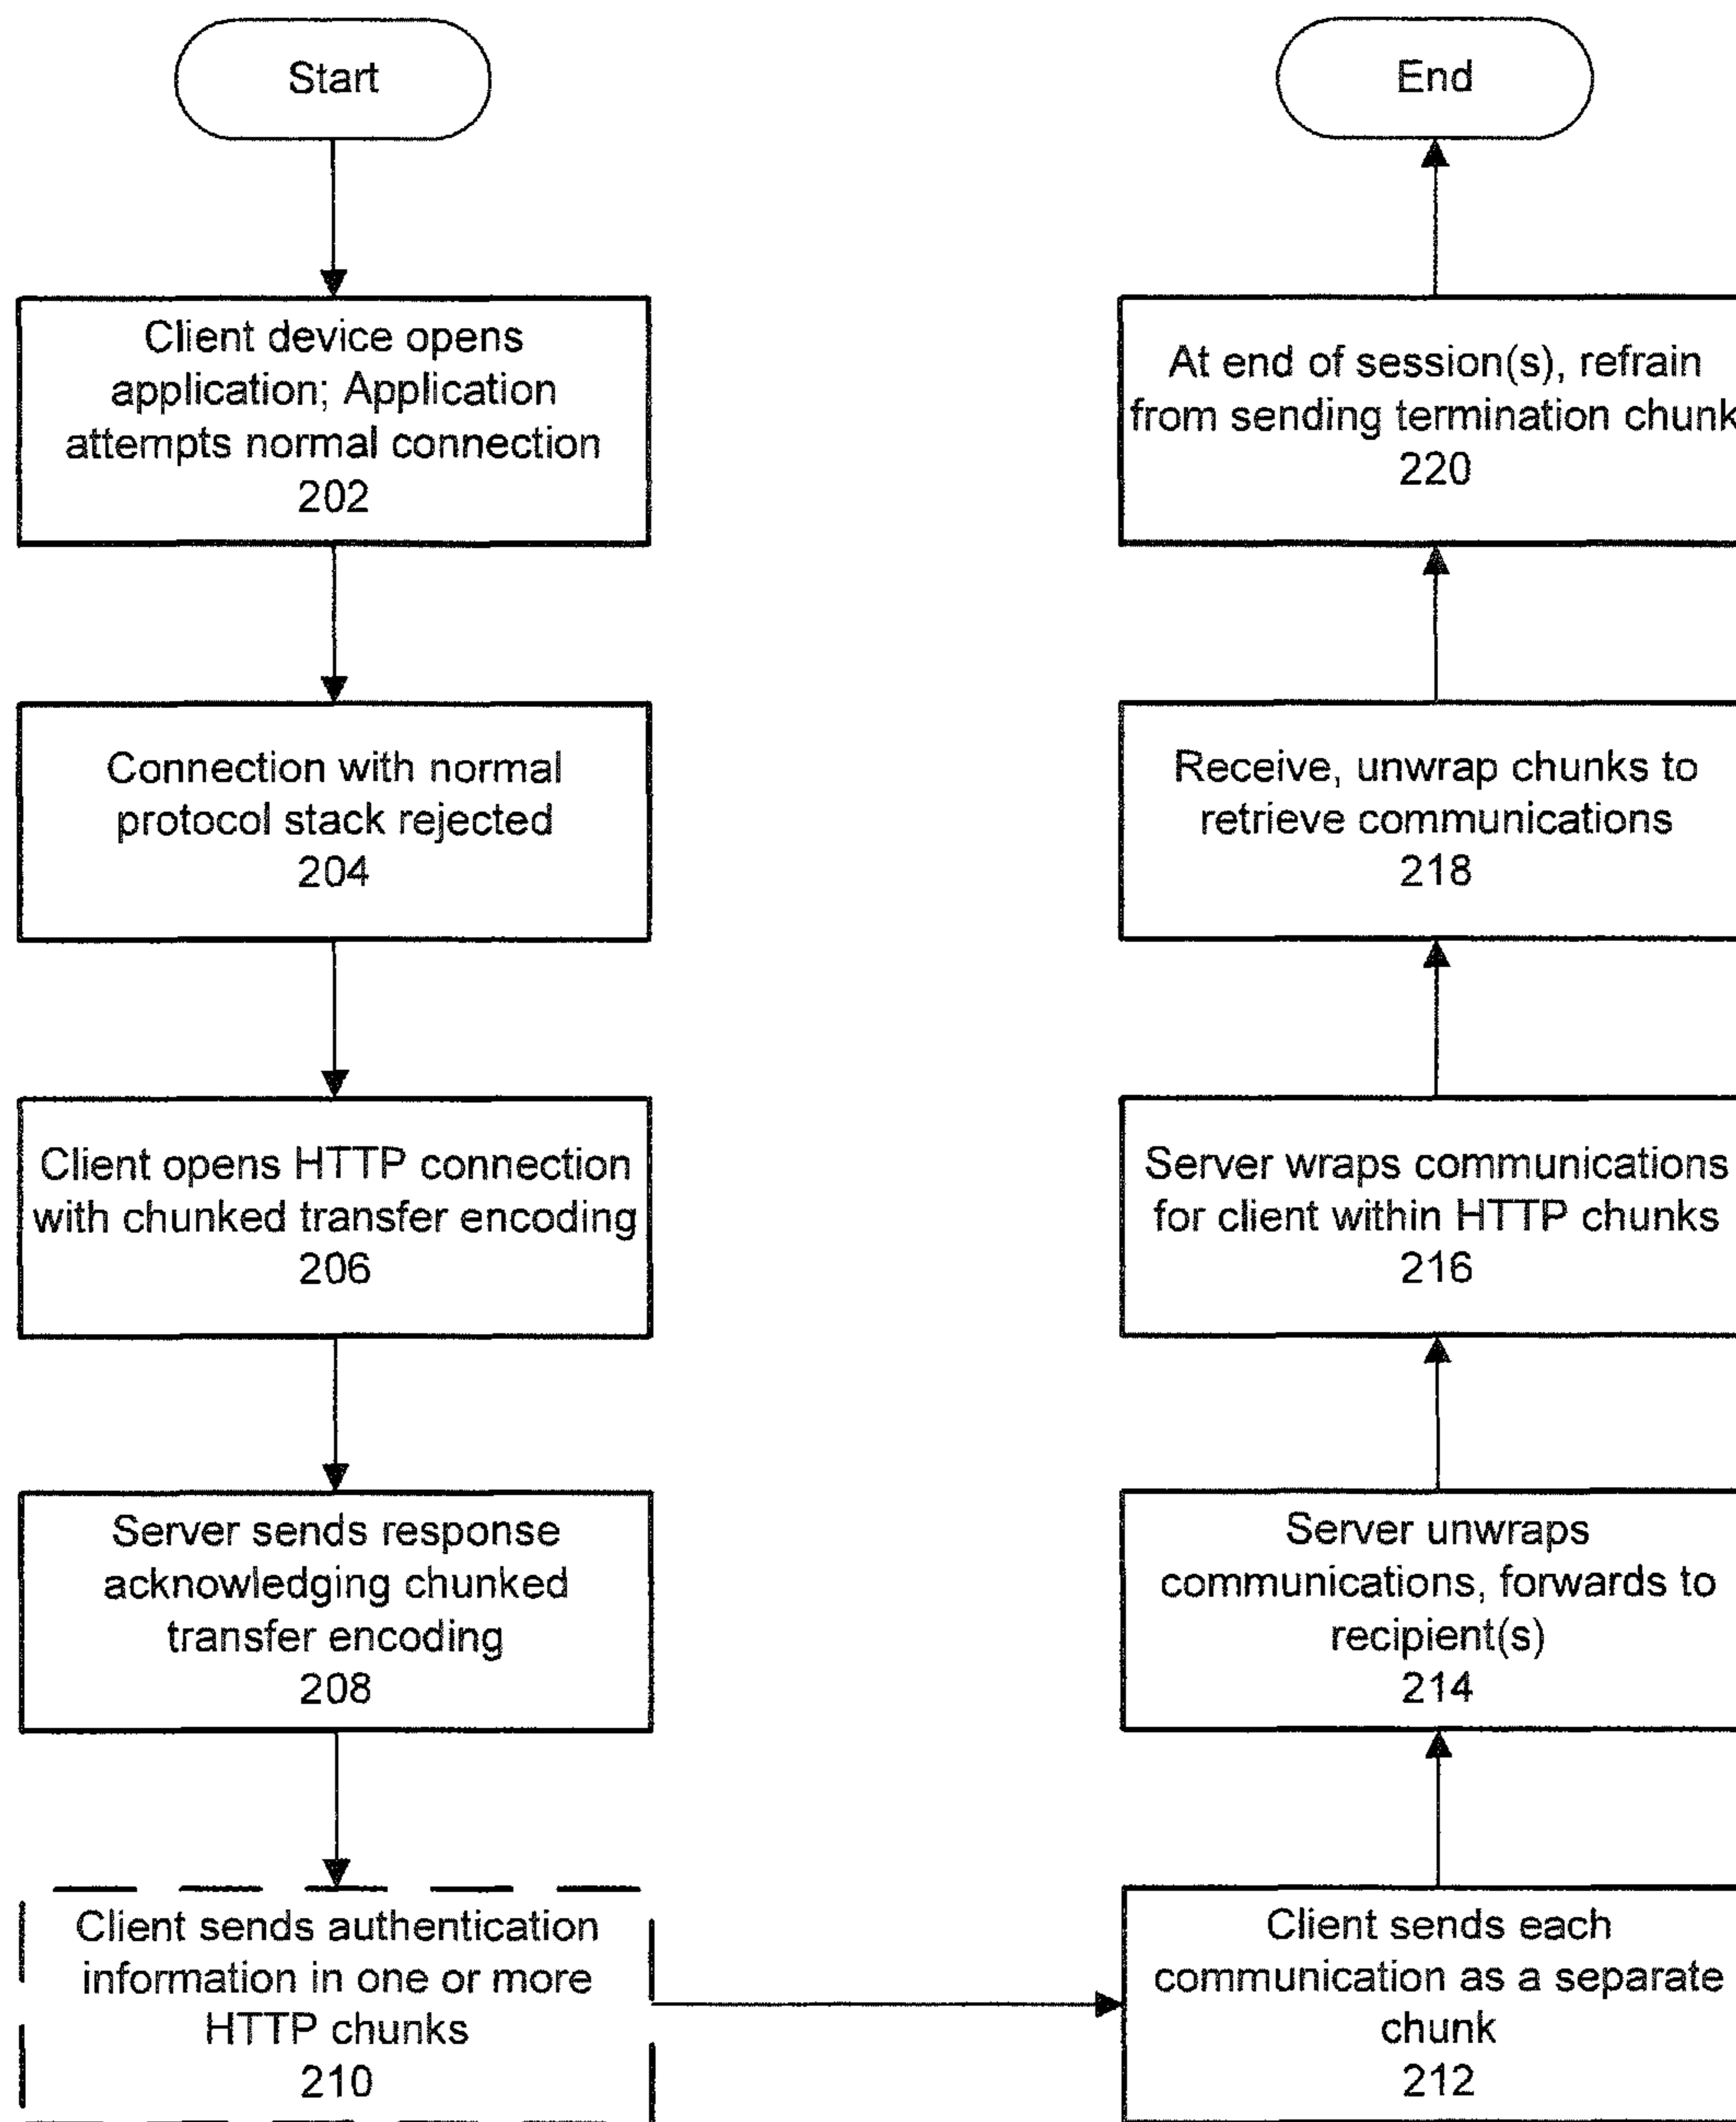 Start
Client device opens
application; Application
attempts normal connection
202
Connection with normal
protocol stack rejected
204
Client opens HTTP connection
with chunked transfer encoding
206
Server sends response
acknowledging chunked
transfer encoding
208
Client sends authentication
information in one or more
HTTP chunks
210
Client sends each
communication as a separate
chunk
212
Server unwraps
communications, forwards to
recipient(s)
214
Server wraps communications
for client within HTTP chunks
216
Receive, unwrap chunks to
retrieve communications
218
At end of session(s), refrain
from sending termination chunk
220
End